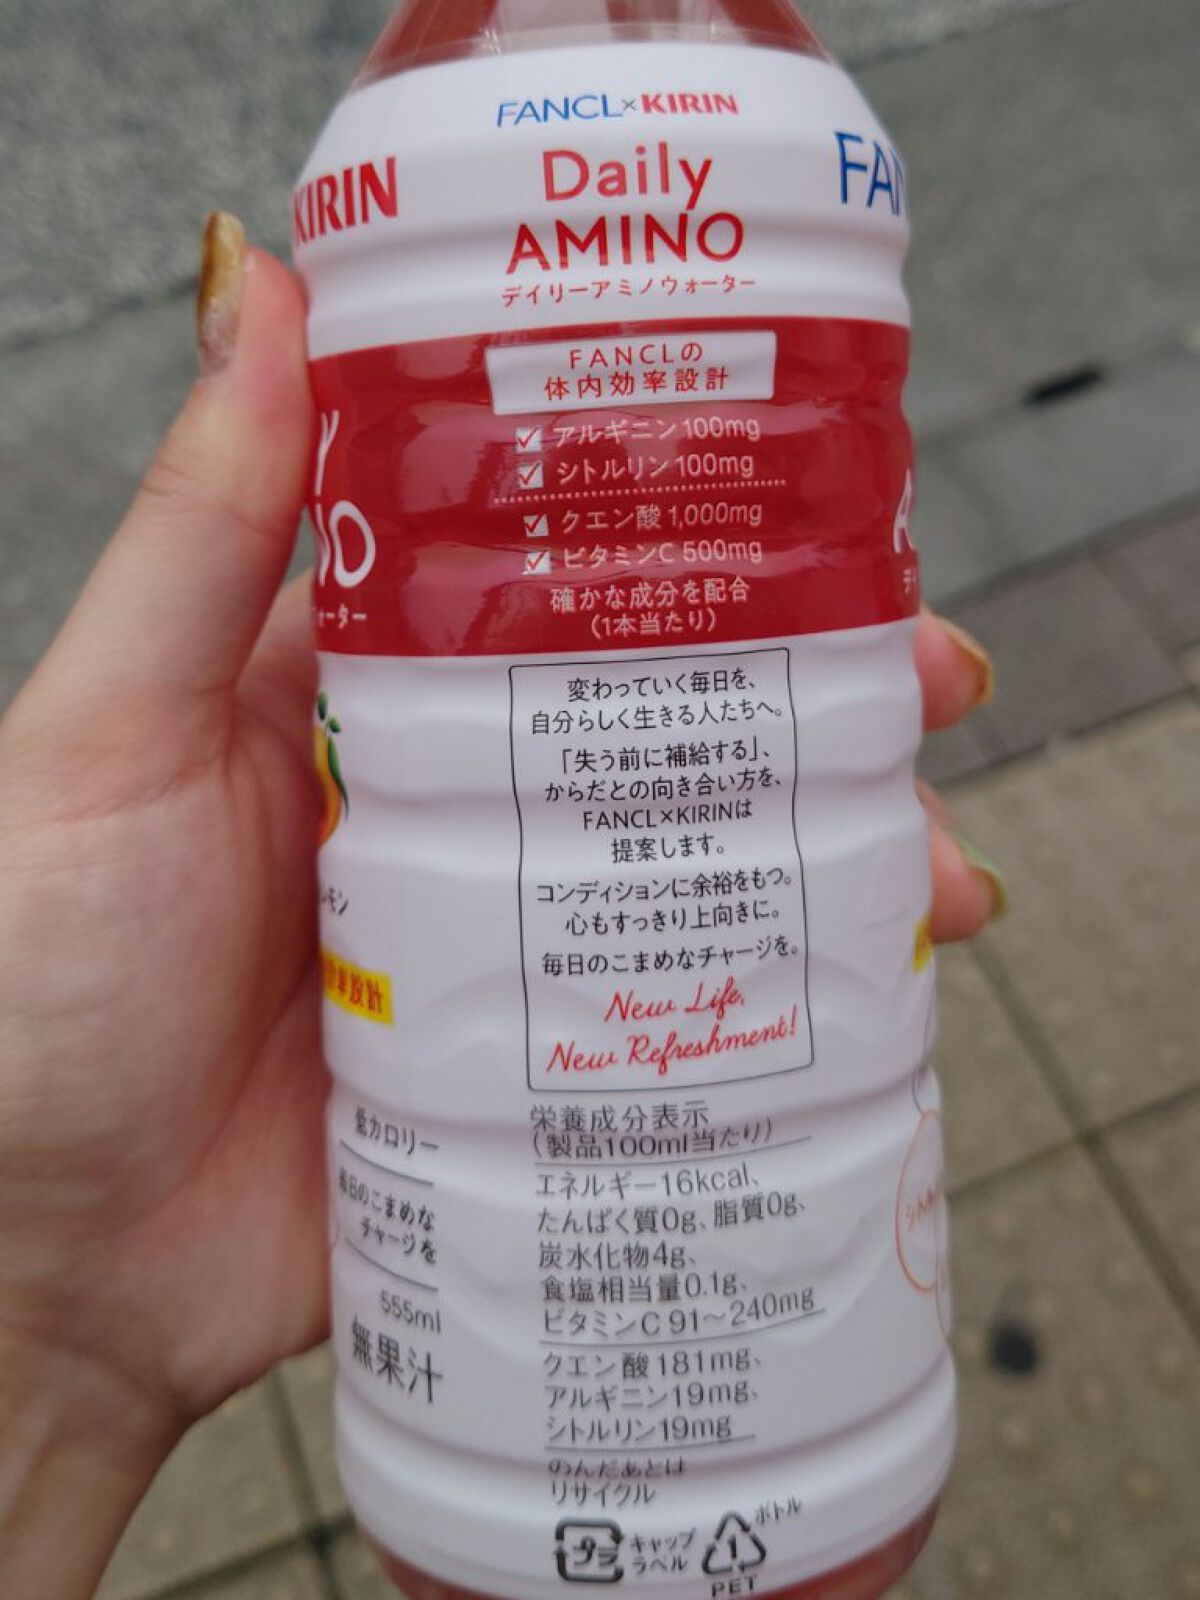 FANCL×KIRIN
KIRIN
Daily
AMINO
デイリーアミノウォーター
FANCLの
体内効率設計
アルギニン100mg
シトルリン100mg
クエン酸1,000mg
ビタミンC 500mg
確かな成分を配合
(1本当たり)
変わっていく毎日を、
自分らしく生きる人たちへ。
「失う前に補給する」、
からだとの向き合い方を、
FANCL×KIRINは
提案します。
コンディションに余裕をもつ。
心もすっきり上向きに。
毎日のこまめなチャージを。
New Life,
New Refreshment!
栄養成分表示
(製品100ml当たり)
エネルギー16kcal、
たんぱく質0g、脂質0g、
炭水化物4g、
食塩相当量0.1g、
ビタミンC 91〜240mg
クエン酸181mg、
アルギニン19mg、
シトルリン19mg
のんだあとは
リサイクル
プラ
キャップ
ラベル
ボトル
1
PET
率設計
低カロリー
毎日のこまめな
チャージを
555ml
無果汁